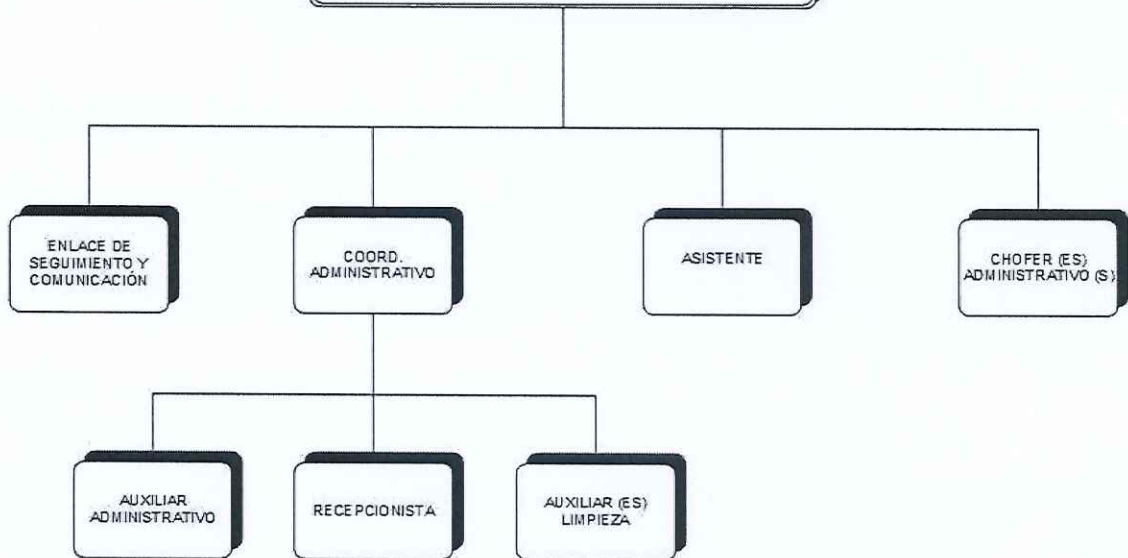 ENLACE DE
SEGUIMIENTO Y
COMUNICACIÓN
COORD.
ADMINISTRATIVO
ASISTENTE
CHOFER (ES)
ADMINISTRATIVO (S)
AUXILIAR
ADMINISTRATIVO
RECEPCIONISTA
AUXILIAR (ES)
LIMPIEZA